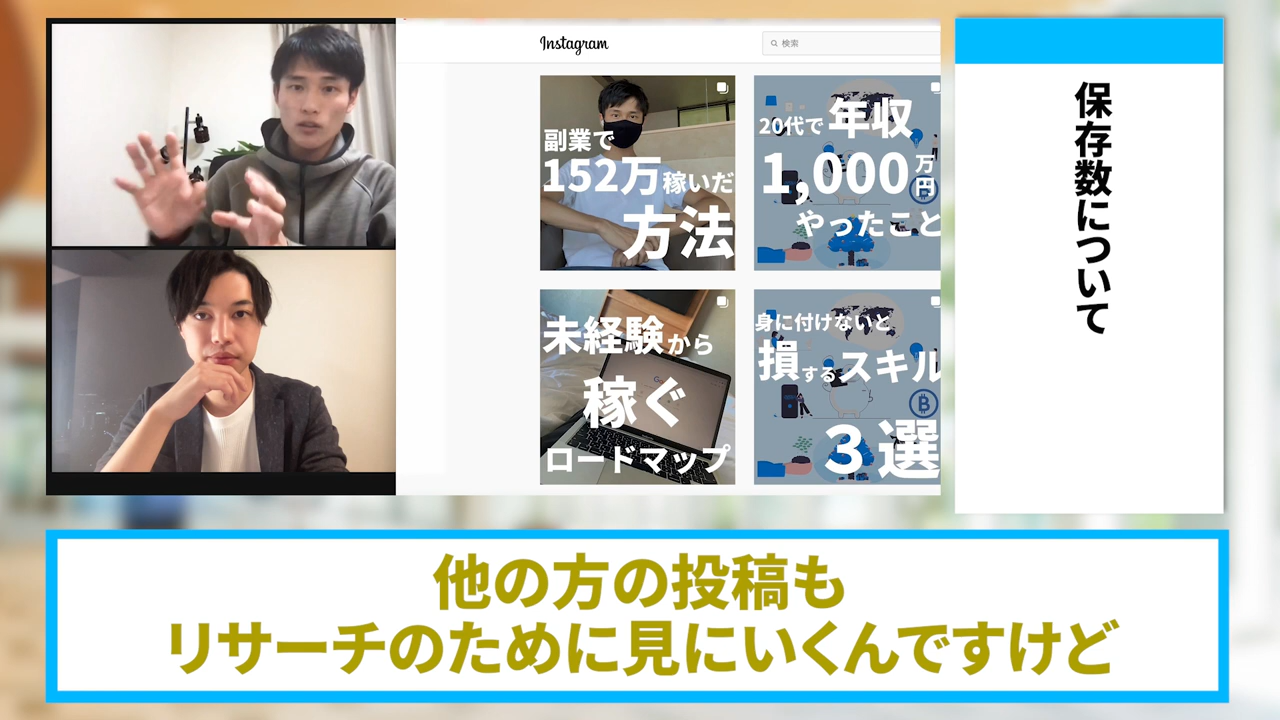 Instagram
検索
副業で
152万稼いだ
方法
20代で年収
1,000万円
やったこと
未経験から
稼ぐ
ロードマップ
身に付けないと
損するスキル
3選
保存数について
他の方の投稿も
リサーチのために見にいくんですけど